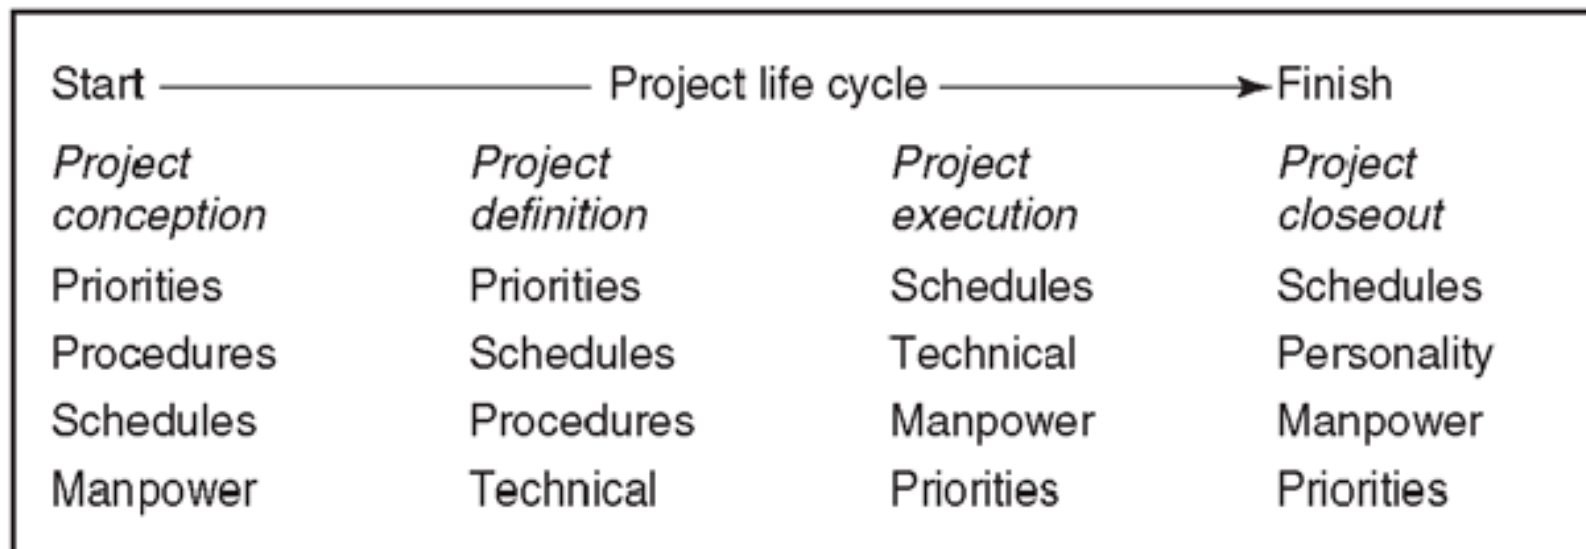 Start Project life cycle Finish
Project Project Project Project
conception definition execution closeout
Priorities Priorities Schedules Schedules
Procedures Schedules Technical Personality
Schedules Procedures Manpower Manpower
Manpower Technical Priorities Priorities